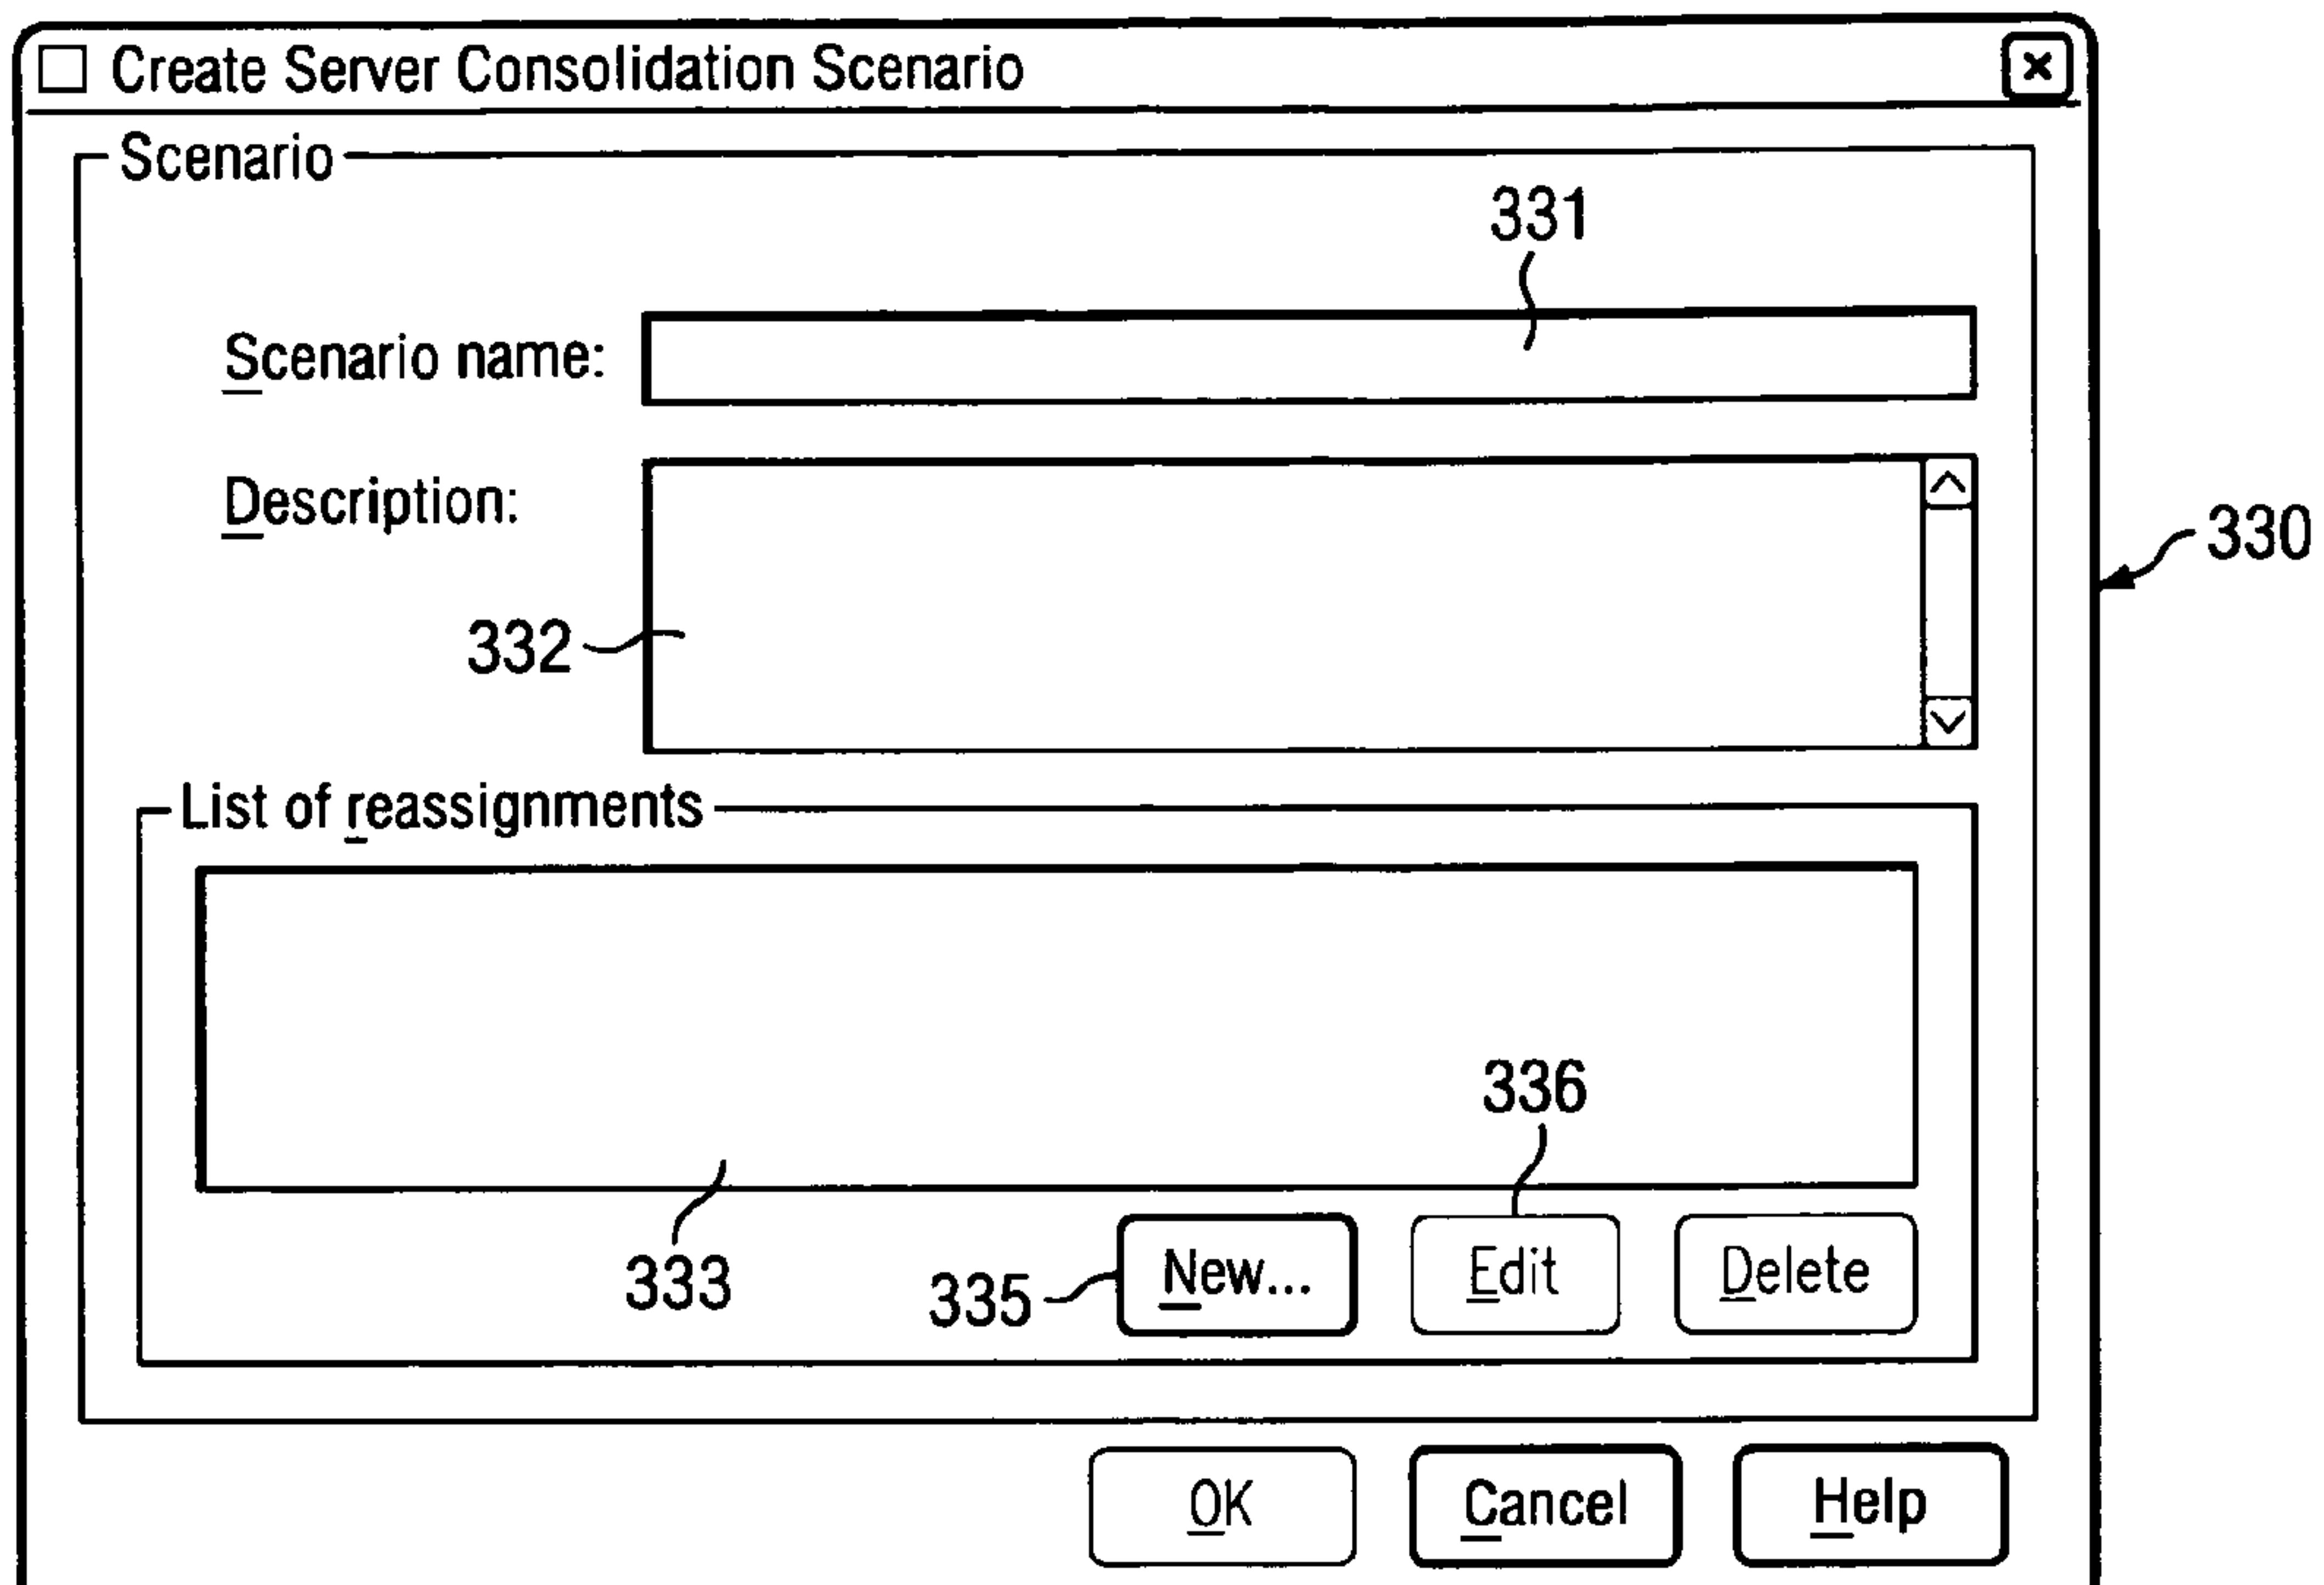 Create Server Consolidation Scenario
Scenario
331
Scenario name:
Description:
330
332
List of reassignments
336
333
335
New...
Edit
Delete
OK
Cancel
Help